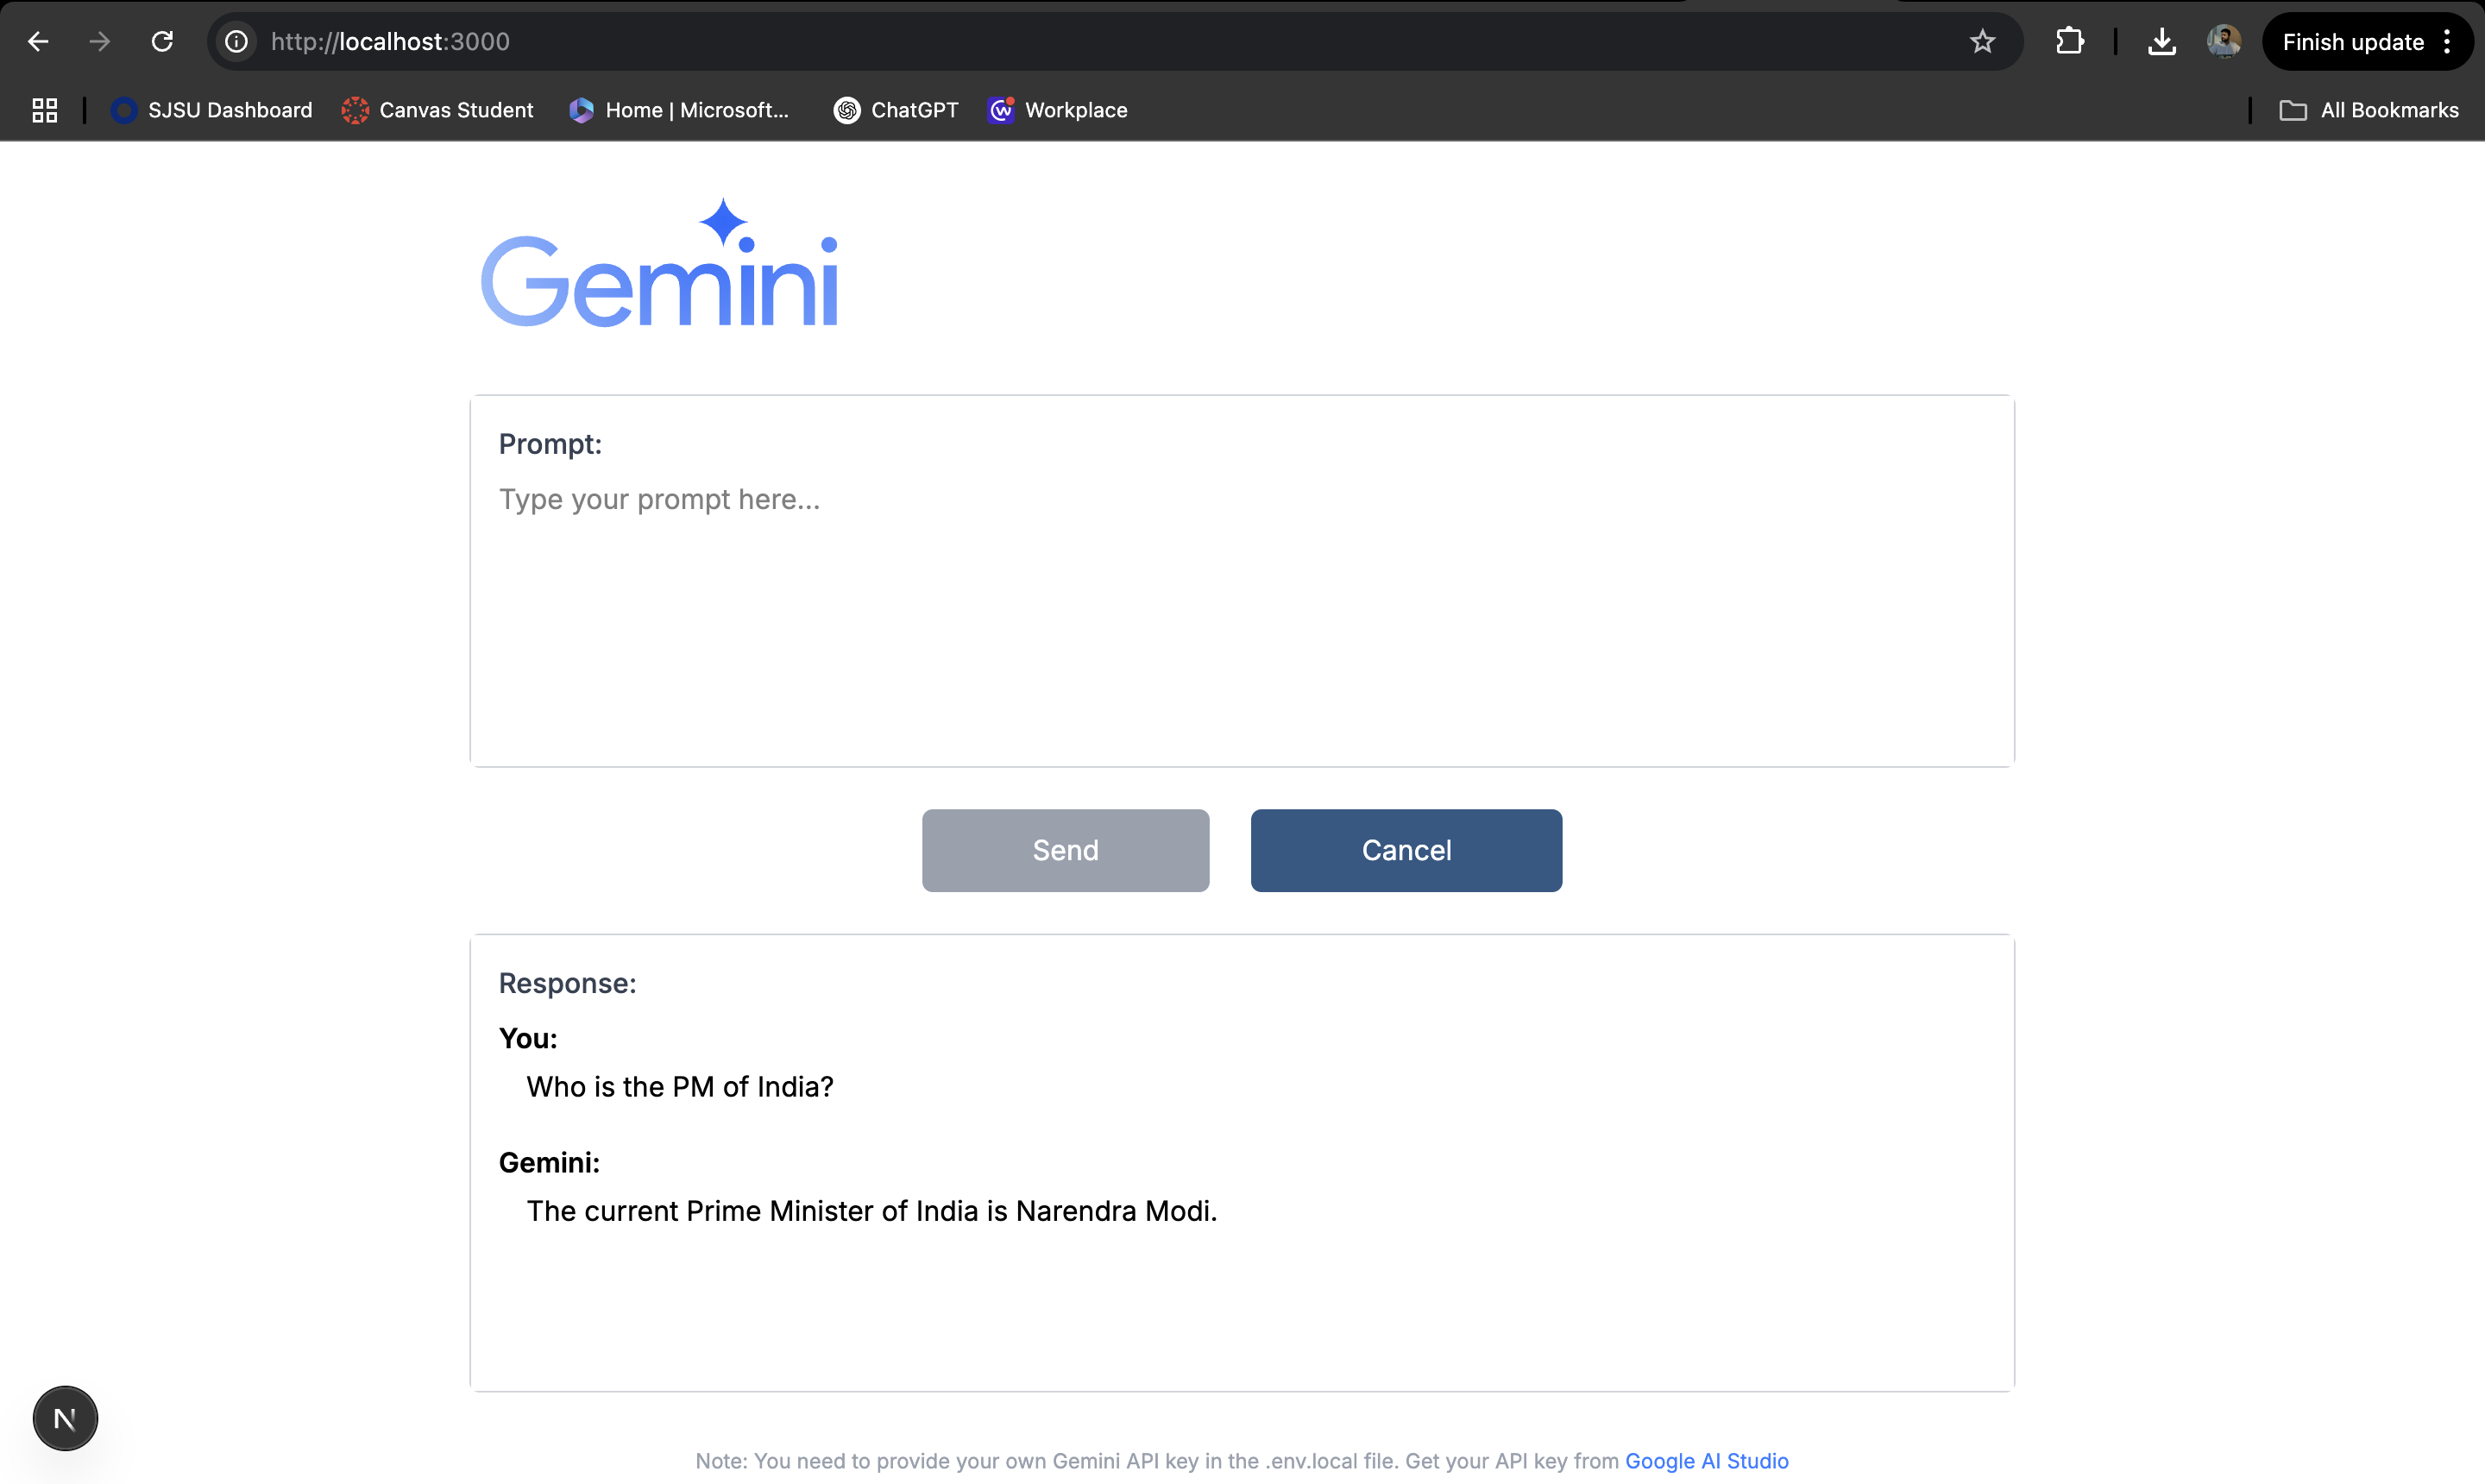 http://localhost:3000
Finish update
SJSU Dashboard
Canvas Student
Home | Microsoft...
ChatGPT
Workplace
All Bookmarks
Gemini
Prompt:
Type your prompt here...
Send
Cancel
Response:
You:
Who is the PM of India?
Gemini:
The current Prime Minister of India is Narendra Modi.
N
Note: You need to provide your own Gemini API key in the .env.local file. Get your API key from Google AI Studio